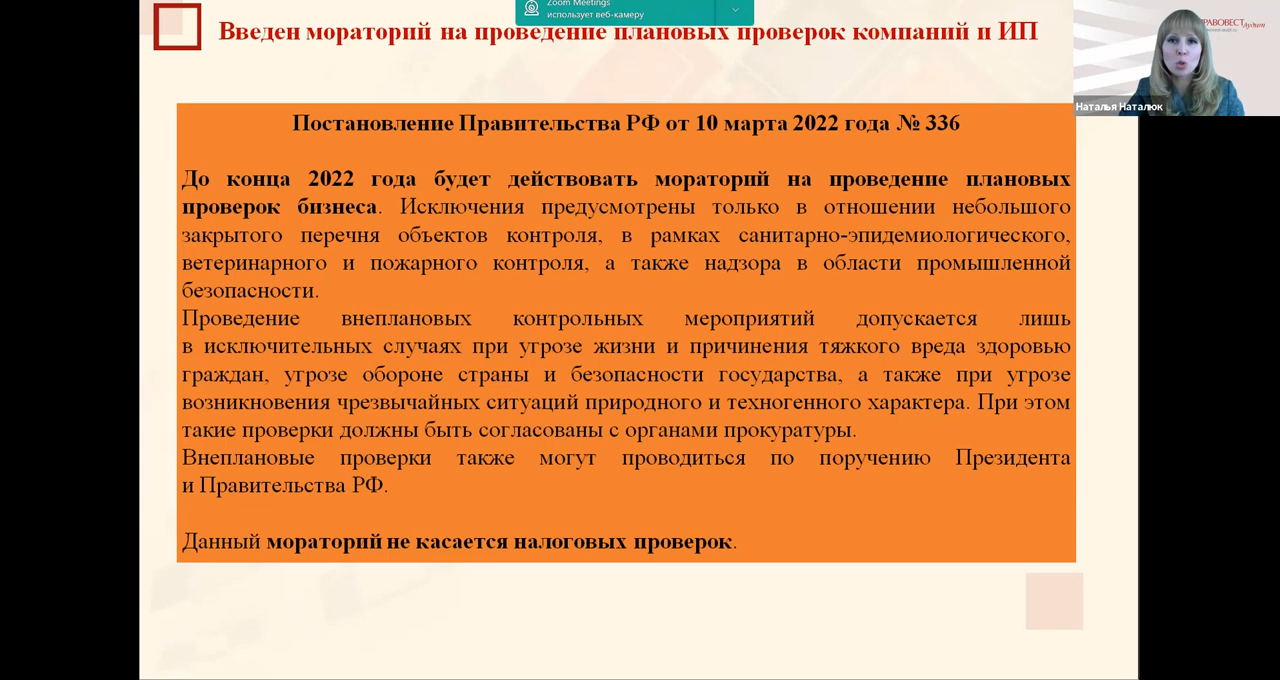 Zoom Meetings
использует веб-камеру
Введен мораторий на проведение плановых проверок компаний и ИП
ПРАВОВЕСТ
Аудит
Наталья Наталюк
Постановление Правительства РФ от 10 марта 2022 года № 336
До конца 2022 года будет действовать мораторий на проведение плановых
проверок бизнеса. Исключения предусмотрены только в отношении небольшого
закрытого перечня объектов контроля, в рамках санитарно-эпидемиологического,
ветеринарного и пожарного контроля, а также надзора в области промышленной
безопасности.
Проведение внеплановых контрольных мероприятий допускается лишь
в исключительных случаях при угрозе жизни и причинения тяжкого вреда здоровью
граждан, угрозе обороне страны и безопасности государства, а также при угрозе
возникновения чрезвычайных ситуаций природного и техногенного характера. При этом
такие проверки должны быть согласованы с органами прокуратуры.
Внеплановые проверки также могут проводиться по поручению Президента
и Правительства РФ.
Данный мораторий не касается налоговых проверок.